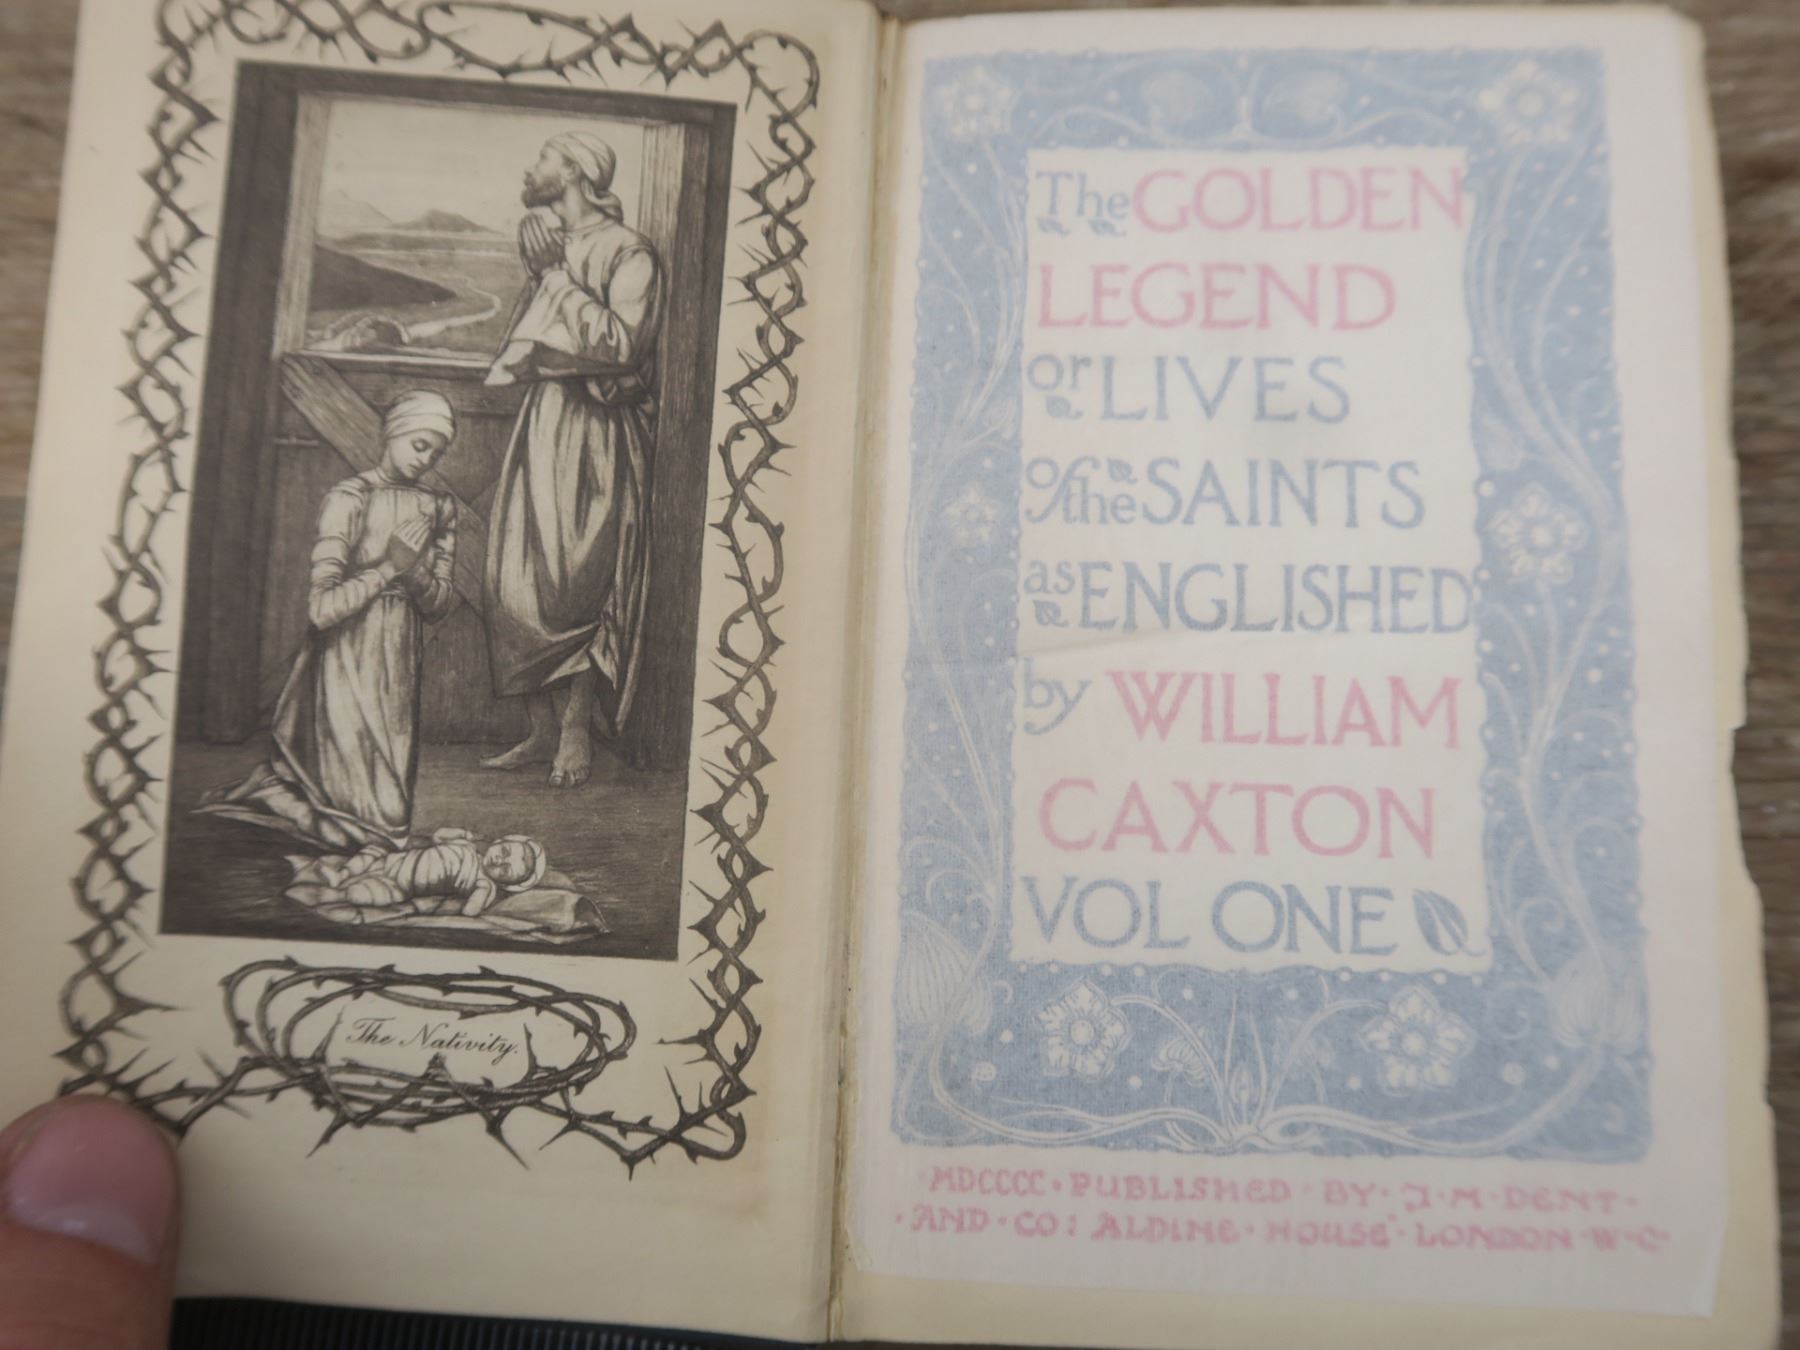 The Nativity.
The GOLDEN
LEGEND
or LIVES
of the SAINTS
as ENGLISHED
by WILLIAM
CAXTON
VOL ONE
·MDCCCC·PUBLISHED·BY·J·M·DENT·
·AND·CO: ALDINE·HOUSE·LONDON·W·C·